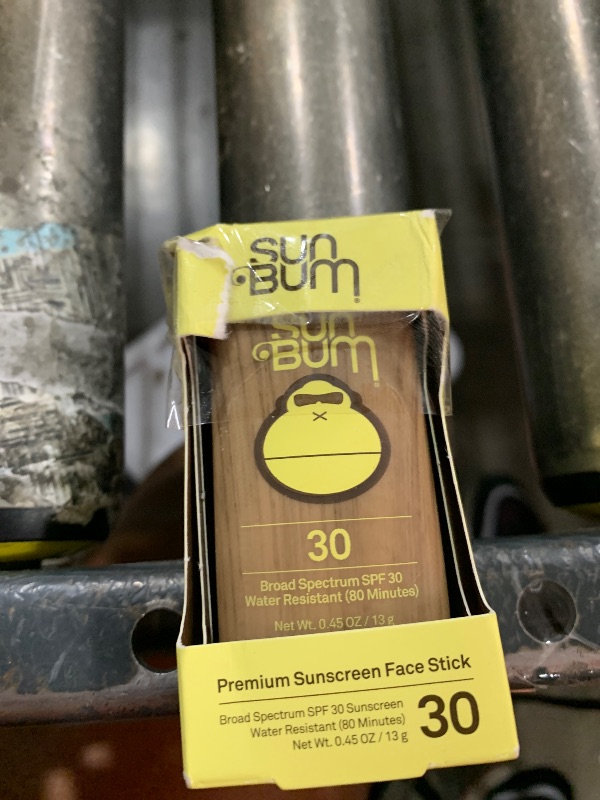 SUN
BUM
SUN
BUM
30
Broad Spectrum SPF 30
Water Resistant (80 Minutes)
Net Wt. 0.45 OZ / 13 g
Premium Sunscreen Face Stick
Broad Spectrum SPF 30 Sunscreen
Water Resistant (80 Minutes)
Net Wt. 0.45 OZ / 13 g
30